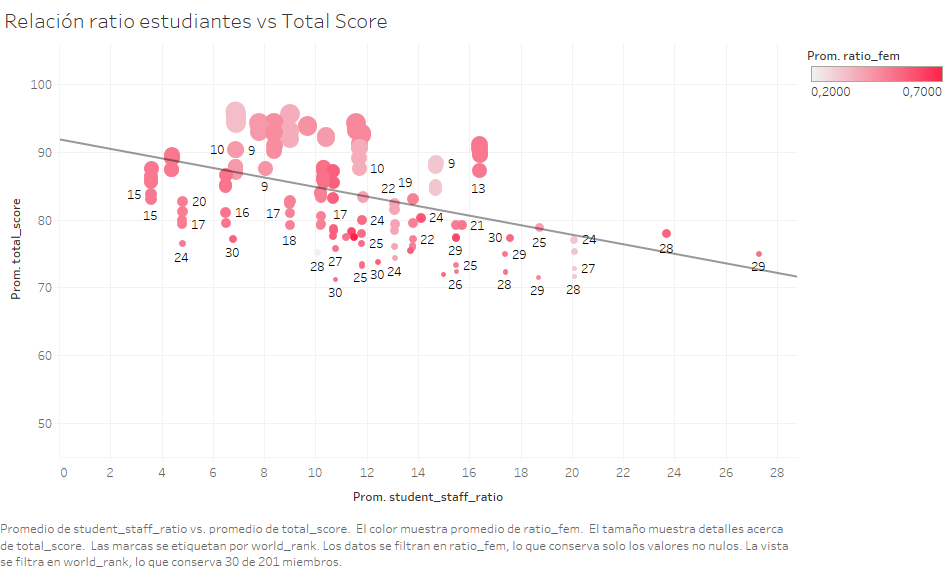 Relación ratio estudiantes vs Total Score
Prom. ratio_fem
0,2000 0,7000
100
90
80
70
60
50
Prom. total_score
10 9 9 10 9
15 9 22 19 13
15 20 17 16 17 17 24 24 21
24 30 18 25 22 29 30 25 24 28
28 27 25 30 24 25 29 27 29
30 26 28 29 28
0 2 4 6 8 10 12 14 16 18 20 22 24 26 28
Prom. student_staff_ratio
Promedio de student_staff_ratio vs. promedio de total_score. El color muestra promedio de ratio_fem. El tamaño muestra detalles acerca
de total_score. Las marcas se etiquetan por world_rank. Los datos se filtran en ratio_fem, lo que conserva solo los valores no nulos. La vista
se filtra en world_rank, lo que conserva 30 de 201 miembros.